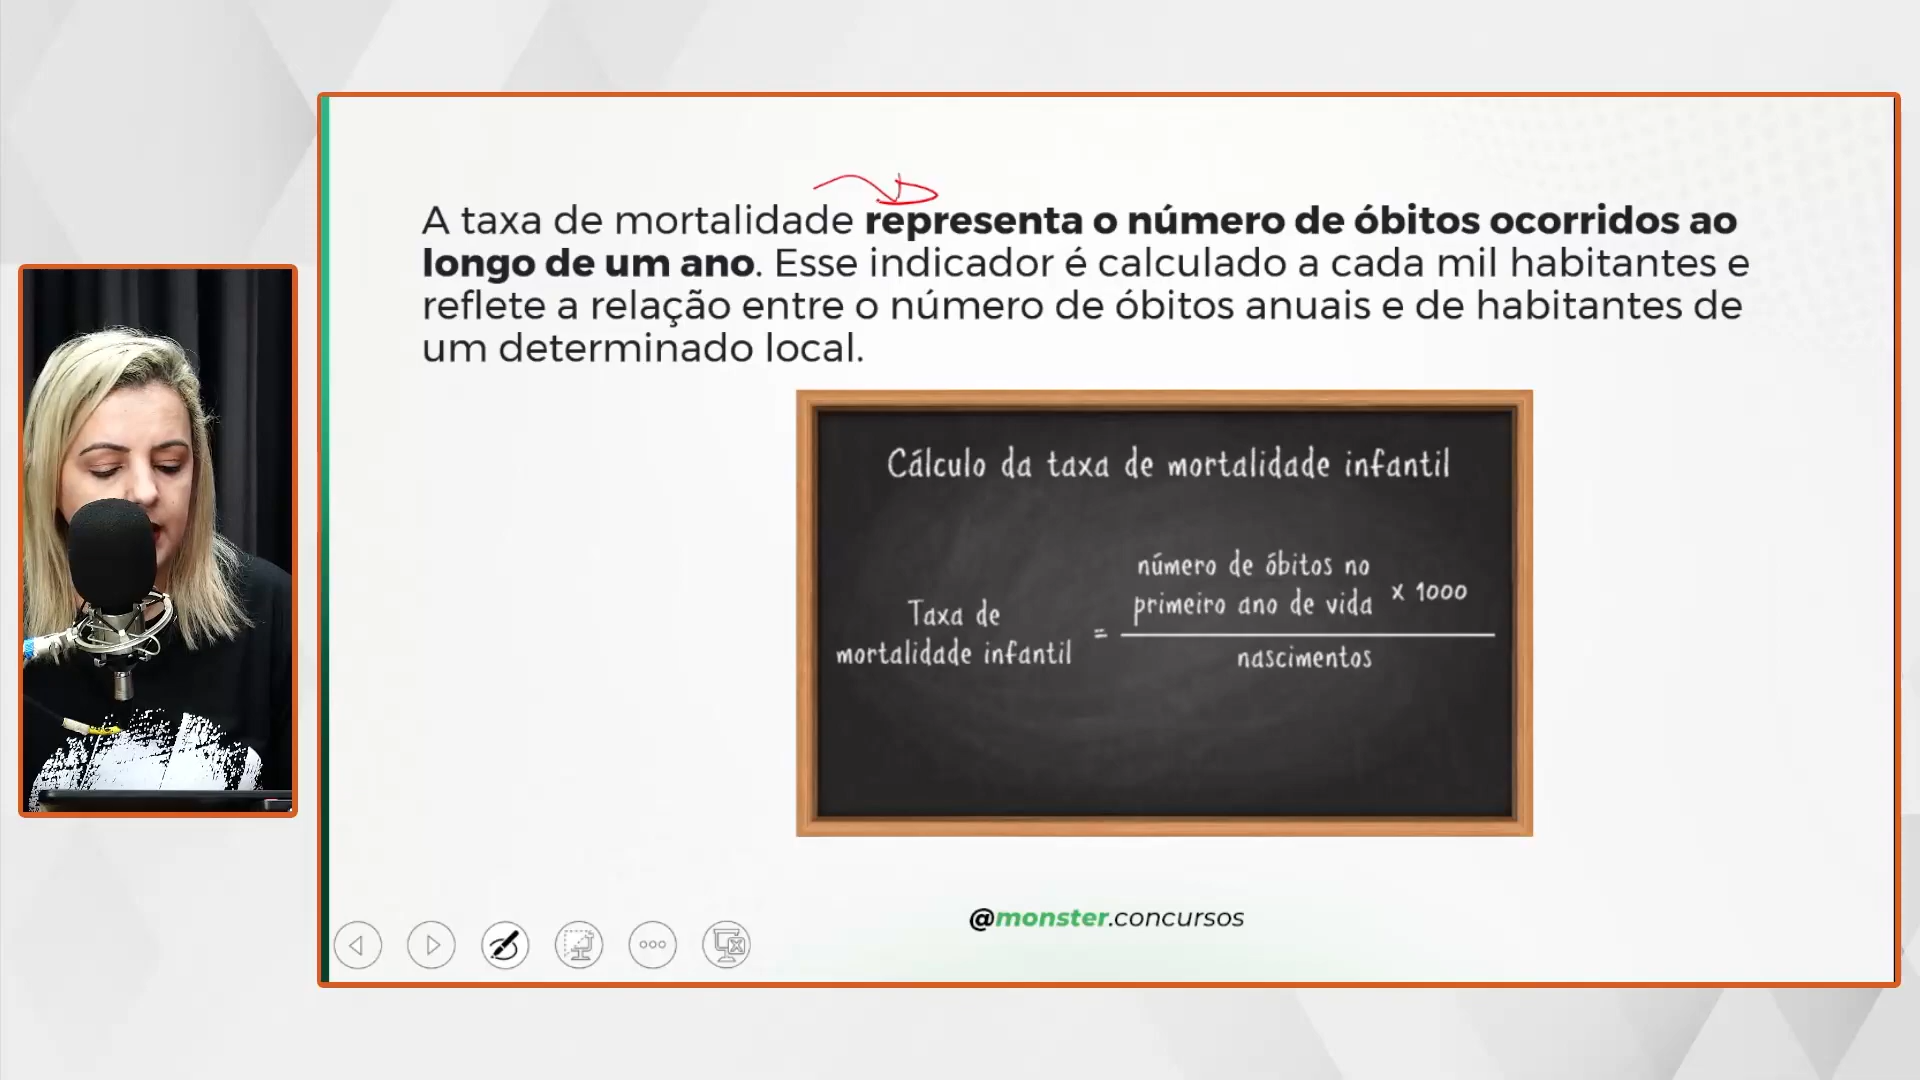 A taxa de mortalidade representa o número de óbitos ocorridos ao
longo de um ano. Esse indicador é calculado a cada mil habitantes e
reflete a relação entre o número de óbitos anuais e de habitantes de
um determinado local.
Cálculo da taxa de mortalidade infantil
Taxa de
mortalidade infantil
=
número de óbitos no
primeiro ano de vida
x 1000
nascimentos
@monster.concursos